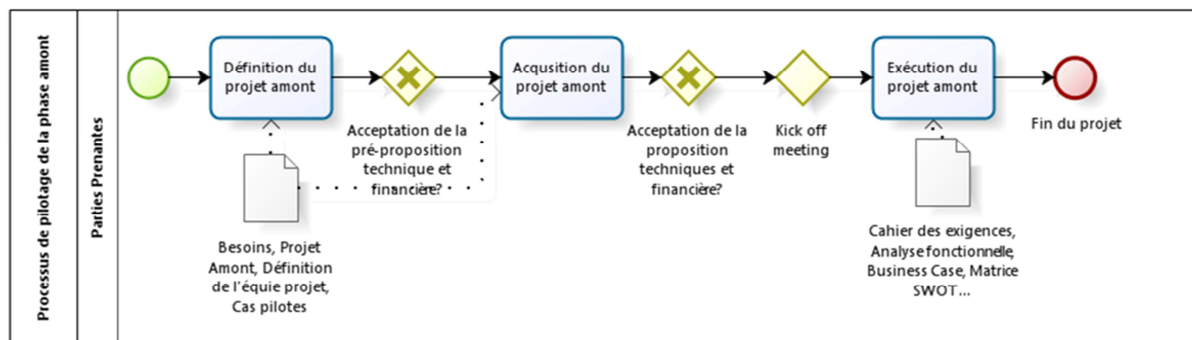 Processus de pilotage de la phase amont
Parties Prenantes
Définition du
projet amont
Acceptation de la
pré-proposition
technique et
financière?
Acqusition du
projet amont
Acceptation de la
proposition
techniques et
financière?
Kick off
meeting
Exécution du
projet amont
Fin du projet
Besoins, Projet
Amont, Définition
de l'équie projet,
Cas pilotes
Cahier des exigences,
Analyse fonctionnelle,
Business Case, Matrice
SWOT...